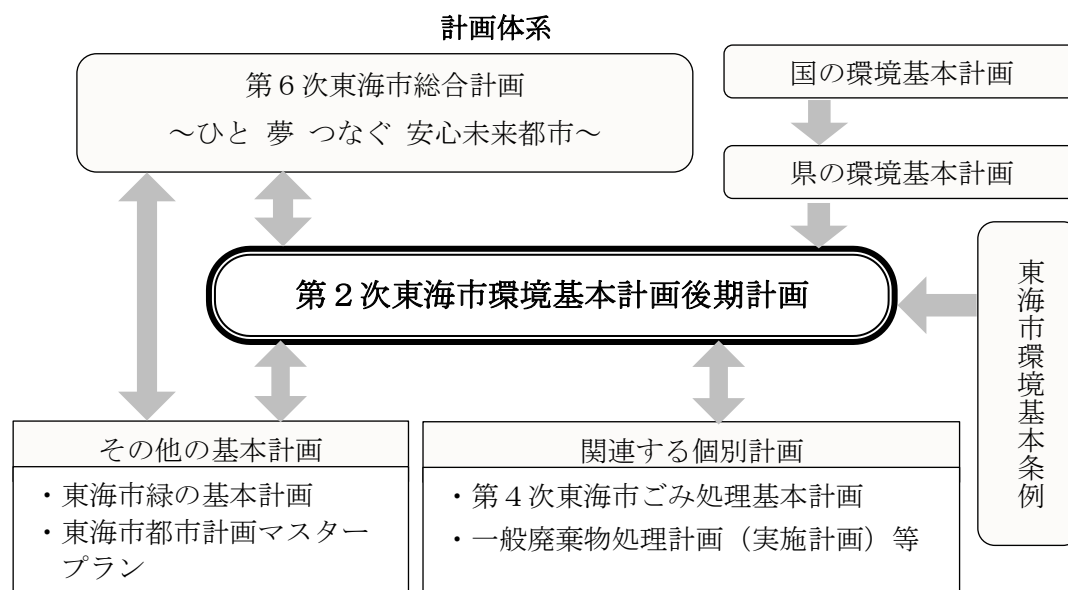 計画体系
第６次東海市総合計画
～ひと 夢 つなぐ 安心未来都市～
国の環境基本計画
県の環境基本計画
第２次東海市環境基本計画後期計画
東海市環境基本条例
その他の基本計画
・東海市緑の基本計画
・東海市都市計画マスター
プラン
関連する個別計画
・第４次東海市ごみ処理基本計画
・一般廃棄物処理計画（実施計画）等